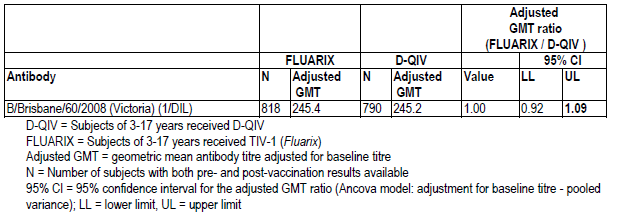 Adjusted
GMT ratio
(FLUARIX / D-QIV )
FLUARIX D-QIV 95% CI
Antibody N Adjusted GMT N Adjusted GMT Value LL UL
B/Brisbane/60/2008 (Victoria) (1/DIL) 818 245.4 790 245.2 1.00 0.92 1.09
D-QIV = Subjects of 3-17 years received D-QIV
FLUARIX = Subjects of 3-17 years received TIV-1 (Fluarix)
Adjusted GMT = geometric mean antibody titre adjusted for baseline titre
N = Number of subjects with both pre- and post-vaccination results available
95% CI = 95% confidence interval for the adjusted GMT ratio (Ancova model: adjustment for baseline titre - pooled
variance); LL = lower limit, UL = upper limit